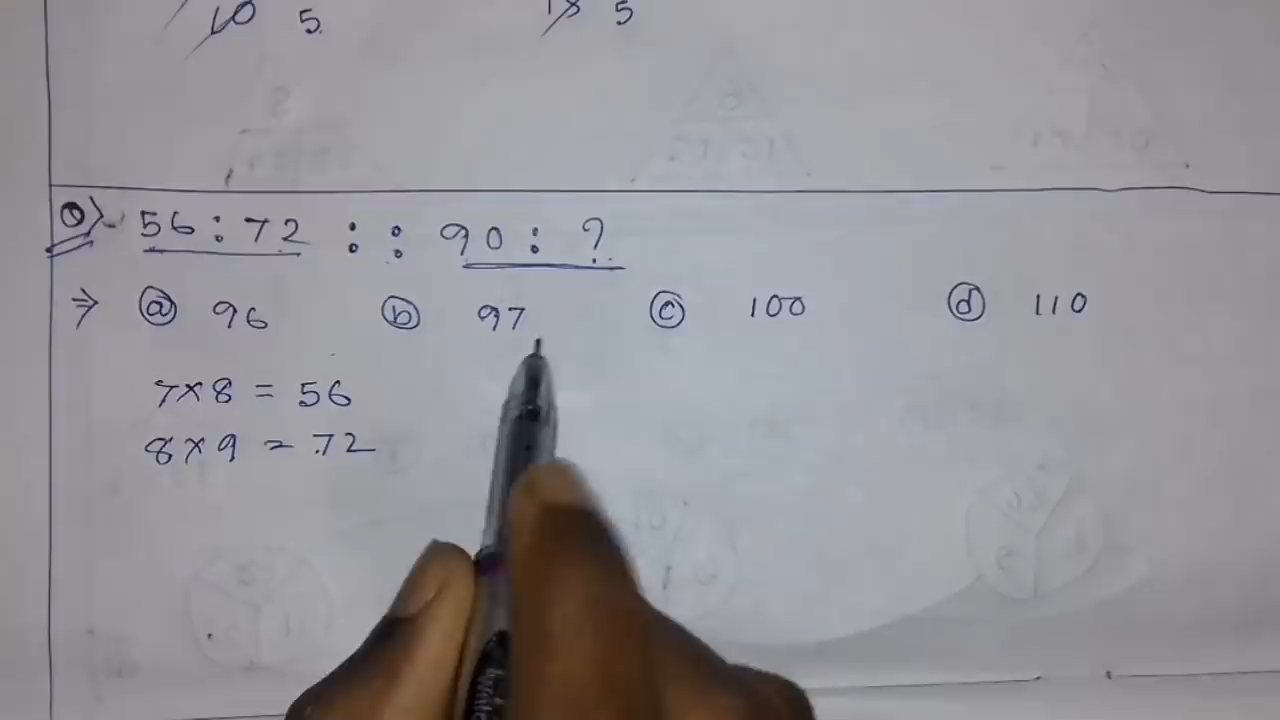 10 5 5
Q>- 56 : 72 : : 90 : ?
⇒ ⓐ 96 ⓑ 97 ⓒ 100 ⓓ 110
7 × 8 = 56
8 × 9 = 72